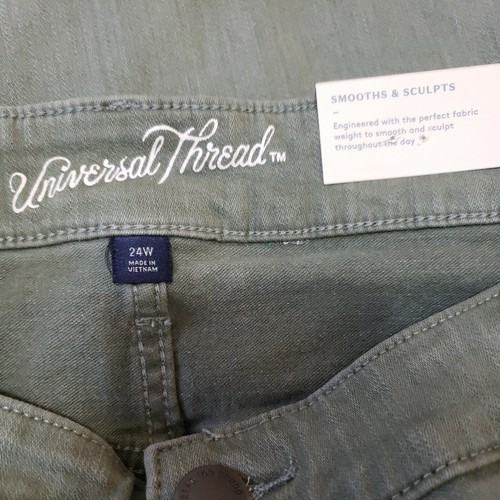 SMOOTHS & SCULPTS
Engineered with the perfect fabric
weight to smooth and sculpt
throughout the day
Universal Thread™
24W
MADE IN
VIETNAM